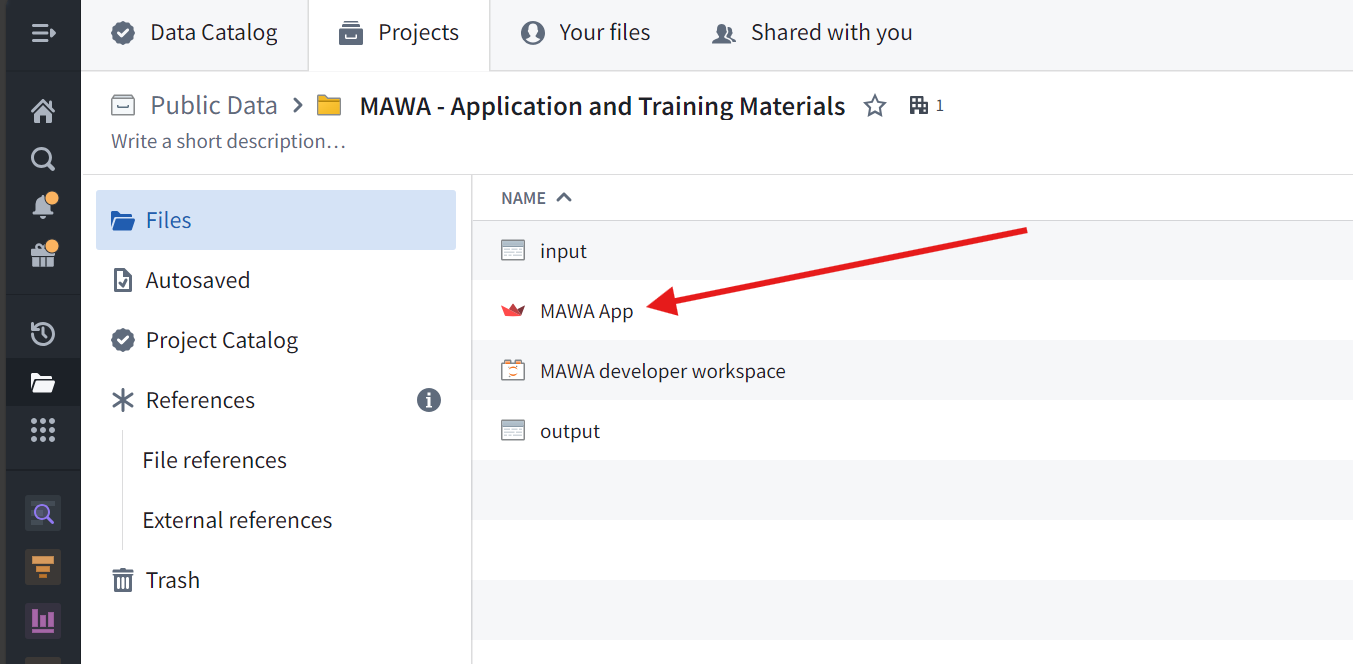 Data Catalog
Projects
Your files
Shared with you
Public Data
MAWA - Application and Training Materials
1
Write a short description…
Files
Autosaved
Project Catalog
References
File references
External references
Trash
NAME
input
MAWA App
MAWA developer workspace
output